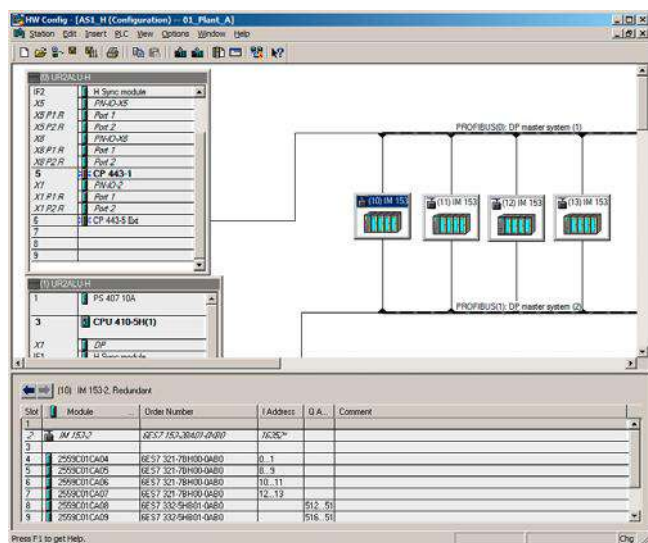 HW Config - [AS1_H (Configuration) -- 01_Plant_A]
Station Edit Insert PLC View Options Window Help
(0) UR2ALU-H
IF2 H Sync module
X5 PN-IO-X5
X5 P1 R Port 1
X5 P2 R Port 2
X8 PN-IO-X8
X8 P1 R Port 1
X8 P2 R Port 2
5 CP 443-1
X1 PN-IO-2
X1 P1 R Port 1
X1 P2 R Port 2
6 CP 443-5 Ext
7
8
9
PROFIBUS(0): DP master system (1)
(10) IM 153 (11) IM 153 (12) IM 153 (13) IM 153
(1) UR2ALU-H
1 PS 407 10A
3 CPU 410-5H(1)
X1 DP
IF1 H Sync module
PROFIBUS(1): DP master system (2)
(10) IM 153-2, Redundant
Slot Module ... Order Number I Address Q A... Comment
1
2 IM 153-2 6ES7 153-2BA01-0XB0 16352*
3
4 2559C01CA04 6ES7 321-7BH00-0AB0 0...1
5 2559C01CA05 6ES7 321-7BH00-0AB0 8...9
6 2559C01CA06 6ES7 321-7BH00-0AB0 10...11
7 2559C01CA07 6ES7 321-7BH00-0AB0 12...13
8 2559C01CA08 6ES7 332-5HB01-0AB0 512...51
9 2559C01CA09 6ES7 332-5HB01-0AB0 516...51
Press F1 to get Help.
Chg